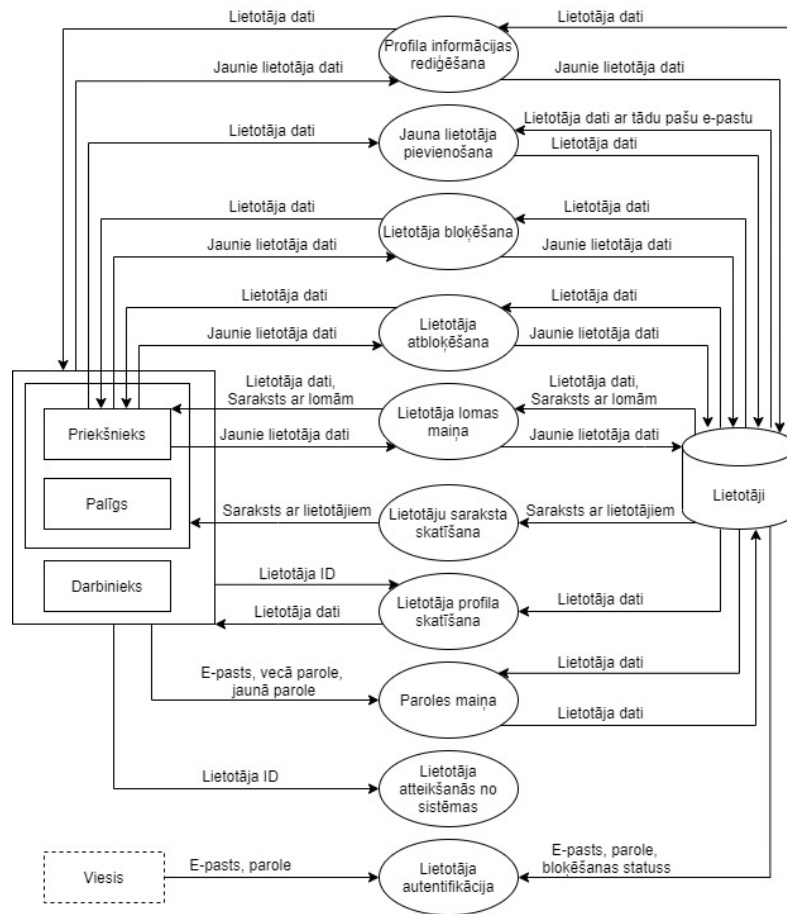 Lietotāja dati
Lietotāja dati
Profila informācijas
rediģēšana
Jaunie lietotāja dati
Jaunie lietotāja dati
Lietotāja dati ar tādu pašu e-pastu
Lietotāja dati
Jauna lietotāja
pievienošana
Lietotāja dati
Lietotāja dati
Lietotāja dati
Lietotāja bloķēšana
Jaunie lietotāja dati
Jaunie lietotāja dati
Lietotāja dati
Lietotāja dati
Lietotāja
atbloķēšana
Jaunie lietotāja dati
Jaunie lietotāja dati
Lietotāja dati,
Saraksts ar lomām
Lietotāja dati,
Saraksts ar lomām
Lietotāja lomas
maiņa
Priekšnieks
Jaunie lietotāja dati
Jaunie lietotāja dati
Lietotāji
Palīgs
Saraksts ar lietotājiem
Lietotāju saraksta
skatīšana
Saraksts ar lietotājiem
Darbinieks
Lietotāja ID
Lietotāja profila
skatīšana
Lietotāja dati
Lietotāja dati
E-pasts, vecā parole,
jaunā parole
Paroles maiņa
Lietotāja dati
Lietotāja dati
Lietotāja ID
Lietotāja
atteikšanās no
sistēmas
Viesis
E-pasts, parole
Lietotāja
autentifikācija
E-pasts, parole,
bloķēšanas statuss